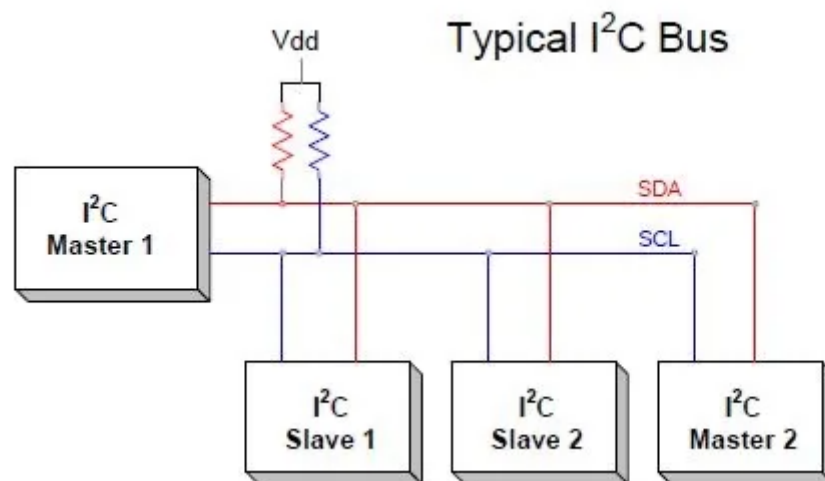 Typical I²C Bus
Vdd
SDA
I²C
Master 1
SCL
I²C
Slave 1
I²C
Slave 2
I²C
Master 2